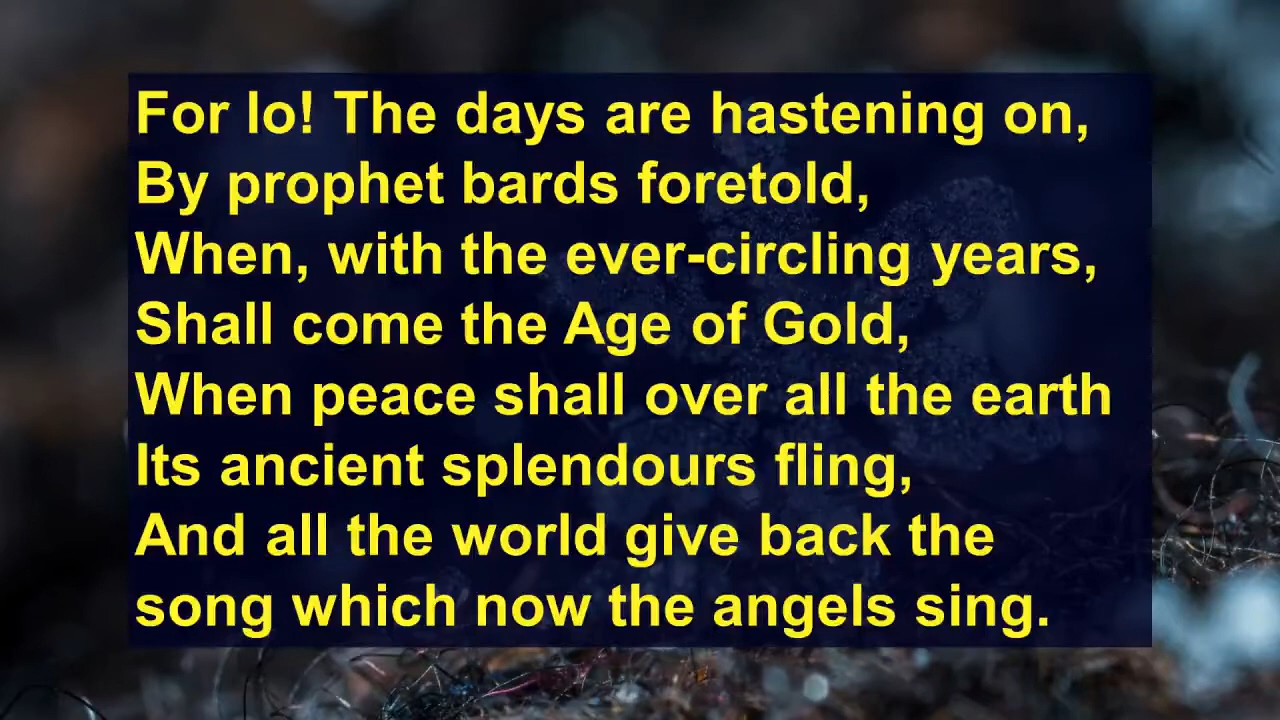 For lo! The days are hastening on,
By prophet bards foretold,
When, with the ever-circling years,
Shall come the Age of Gold,
When peace shall over all the earth
Its ancient splendours fling,
And all the world give back the
song which now the angels sing.